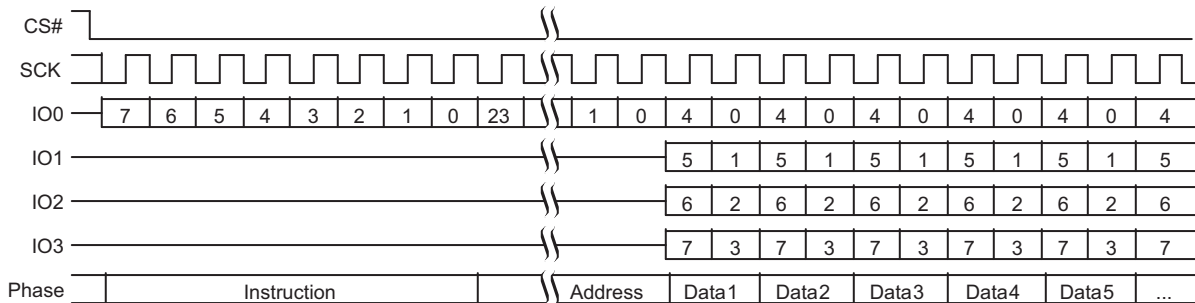 CS#
SCK
IO0 7 6 5 4 3 2 1 0 23 1 0 4 0 4 0 4 0 4 0 4 0 4
IO1 5 1 5 1 5 1 5 1 5 1 5
IO2 6 2 6 2 6 2 6 2 6 2 6
IO3 7 3 7 3 7 3 7 3 7 3 7
Phase Instruction Address Data1 Data2 Data3 Data4 Data5 ...